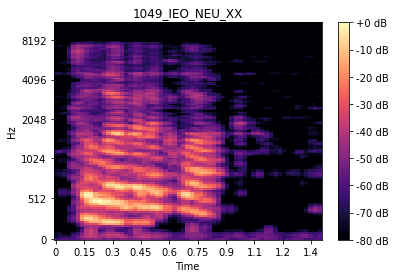 1049_IEO_NEU_XX
+0 dB
8192
-10 dB
4096
-20 dB
-30 dB
2048
Hz
-40 dB
1024
-50 dB
512
-60 dB
-70 dB
0
-80 dB
0 0.15 0.3 0.45 0.6 0.75 0.9 1.1 1.2 1.4
Time